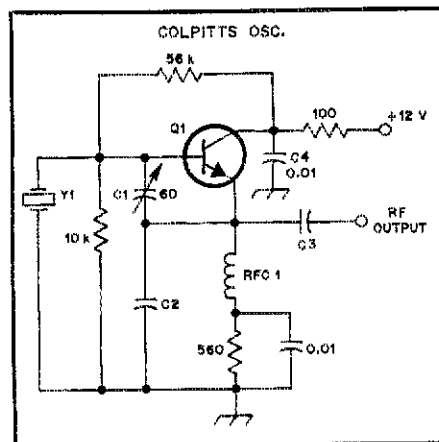 COLPITTS OSC.
56 k
100
+12 V
Q1
C4
0.01
Y1
C1
60
10 k
C3
RF
OUTPUT
C2
RFC 1
560
0.01